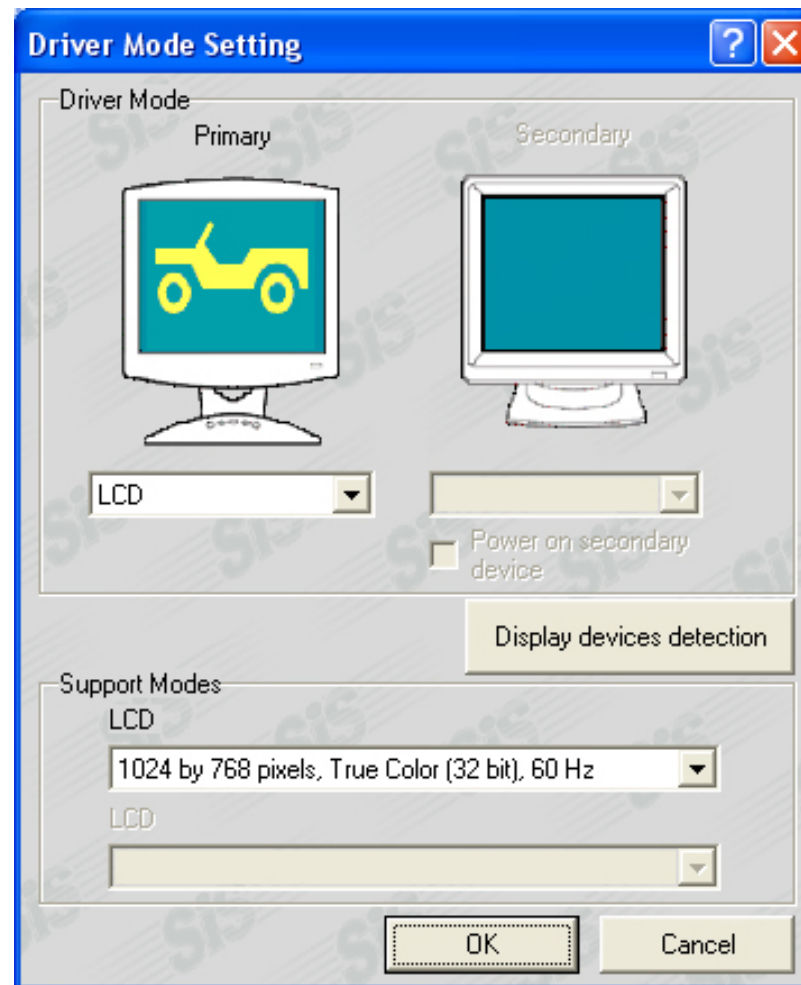 Driver Mode Setting
Driver Mode
Primary
Secondary
LCD
Power on secondary
device
Display devices detection
Support Modes
LCD
1024 by 768 pixels, True Color (32 bit), 60 Hz
LCD
OK
Cancel
SiS